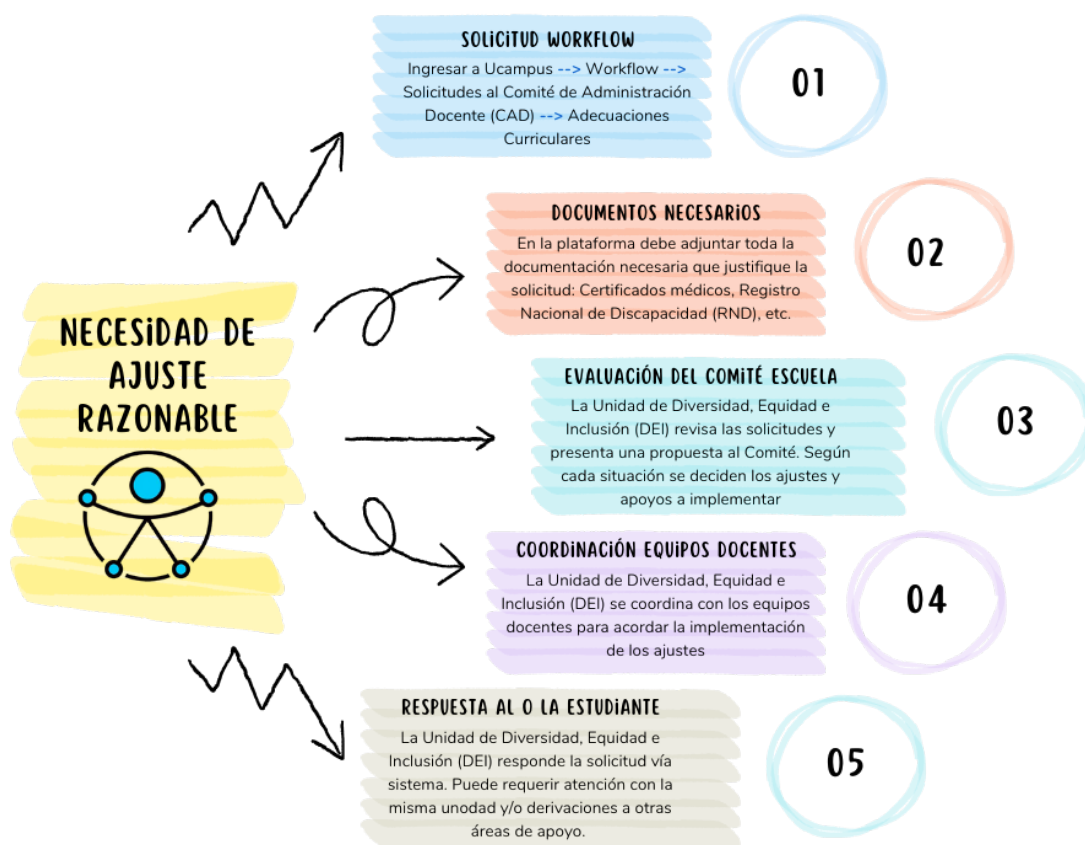 SOLICITUD WORKFLOW
Ingresar a Ucampus --> Workflow -->
Solicitudes al Comité de Administración
Docente (CAD) --> Adecuaciones
Curriculares
01
DOCUMENTOS NECESARIOS
En la plataforma debe adjuntar toda la
documentación necesaria que justifique la
solicitud: Certificados médicos, Registro
Nacional de Discapacidad (RND), etc.
02
NECESIDAD DE
AJUSTE
RAZONABLE
EVALUACIÓN DEL COMITÉ ESCUELA
La Unidad de Diversidad, Equidad e
Inclusión (DEI) revisa las solicitudes y
presenta una propuesta al Comité. Según
cada situación se deciden los ajustes y
apoyos a implementar
03
COORDINACIÓN EQUIPOS DOCENTES
La Unidad de Diversidad, Equidad e
Inclusión (DEI) se coordina con los equipos
docentes para acordar la implementación
de los ajustes
04
RESPUESTA AL O LA ESTUDIANTE
La Unidad de Diversidad, Equidad e
Inclusión (DEI) responde la solicitud vía
sistema. Puede requerir atención con la
misma unodad y/o derivaciones a otras
áreas de apoyo.
05